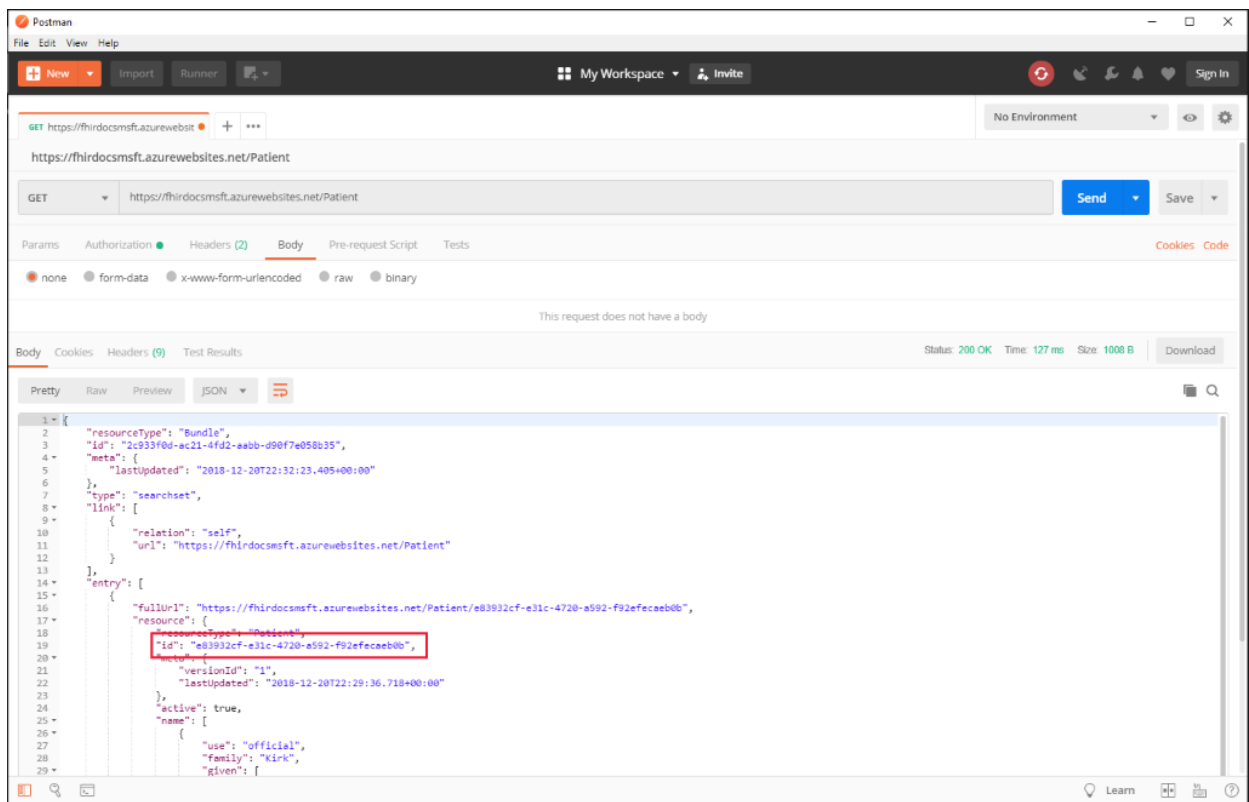 Postman
File Edit View Help
New Import Runner My Workspace Invite Sign In
GET https://fhirdocsmsft.azurewebsit + ••• No Environment
https://fhirdocsmsft.azurewebsites.net/Patient
GET https://fhirdocsmsft.azurewebsites.net/Patient Send Save
Params Authorization Headers (2) Body Pre-request Script Tests Cookies Code
none form-data x-www-form-urlencoded raw binary
This request does not have a body
Body Cookies Headers (9) Test Results Status: 200 OK Time: 127 ms Size: 1008 B Download
Pretty Raw Preview JSON
1 {
2 "resourceType": "Bundle",
3 "id": "2c933f0d-ac21-4fd2-aabb-d90f7e058b35",
4 "meta": {
5 "lastUpdated": "2018-12-20T22:32:23.405+00:00"
6 },
7 "type": "searchset",
8 "link": [
9 {
10 "relation": "self",
11 "url": "https://fhirdocsmsft.azurewebsites.net/Patient"
12 }
13 ],
14 "entry": [
15 {
16 "fullUrl": "https://fhirdocsmsft.azurewebsites.net/Patient/e83932cf-e31c-4720-a592-f92efecaeb0b",
17 "resource": {
18 "resourceType": "Patient",
19 "id": "e83932cf-e31c-4720-a592-f92efecaeb0b",
20 "meta": {
21 "versionId": "1",
22 "lastUpdated": "2018-12-20T22:29:36.718+00:00"
23 },
24 "active": true,
25 "name": [
26 {
27 "use": "official",
28 "family": "Kirk",
29 "given": [
Learn